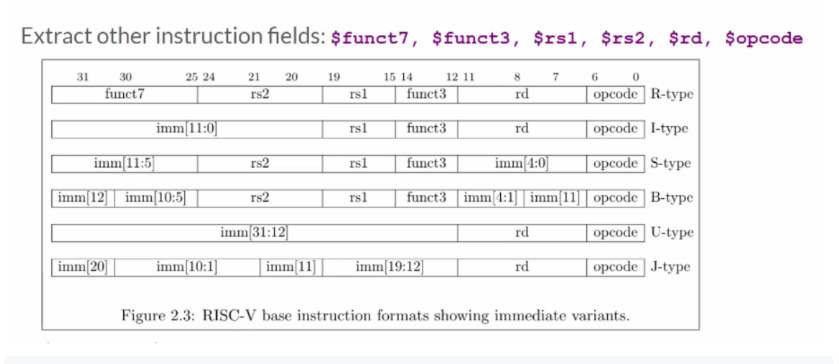 Extract other instruction fields: $funct7, $funct3, $rs1, $rs2, $rd, $opcode
31 30 25 24 21 20 19 15 14 12 11 8 7 6 0
funct7 rs2 rs1 funct3 rd opcode R-type
imm[11:0] rs1 funct3 rd opcode I-type
imm[11:5] rs2 rs1 funct3 imm[4:0] opcode S-type
imm[12] imm[10:5] rs2 rs1 funct3 imm[4:1] imm[11] opcode B-type
imm[31:12] rd opcode U-type
imm[20] imm[10:1] imm[11] imm[19:12] rd opcode J-type
Figure 2.3: RISC-V base instruction formats showing immediate variants.